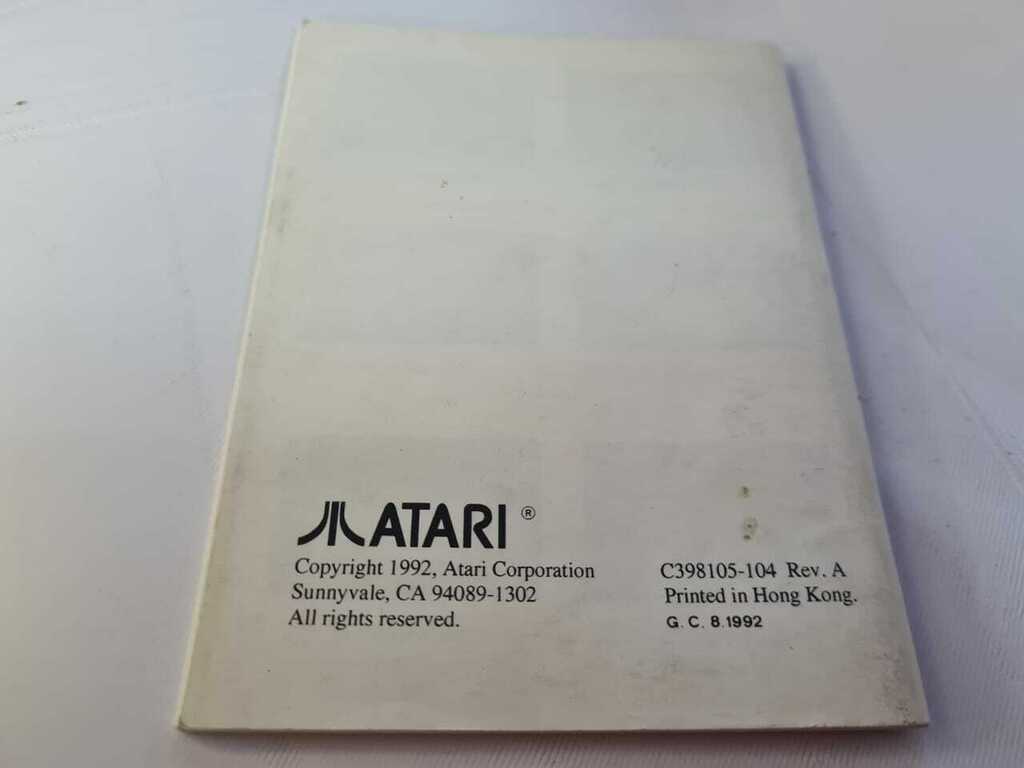 ATARI ®
Copyright 1992, Atari Corporation
Sunnyvale, CA 94089-1302
All rights reserved.
C398105-104 Rev. A
Printed in Hong Kong.
G. C. 8.1992